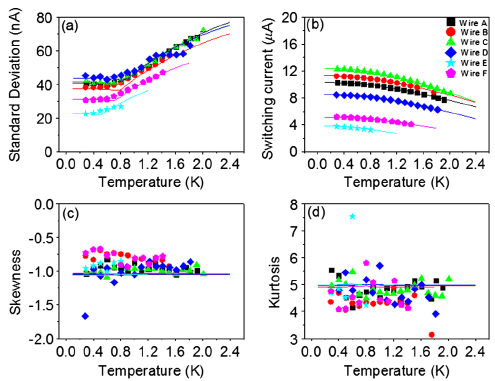 (a)
Standard Deviation (nA)
80
60
40
20
0
0.0 0.4 0.8 1.2 1.6 2.0 2.4
Temperature (K)
(b)
Switching current (μA)
24
20
16
12
8
4
0
Wire A
Wire B
Wire C
Wire D
Wire E
Wire F
0.0 0.4 0.8 1.2 1.6 2.0 2.4
Temperature (K)
(c)
Skewness
0.0
-0.5
-1.0
-1.5
-2.0
0.0 0.4 0.8 1.2 1.6 2.0 2.4
Temperature (K)
(d)
Kurtosis
8
7
6
5
4
3
0.0 0.4 0.8 1.2 1.6 2.0 2.4
Temperature (K)